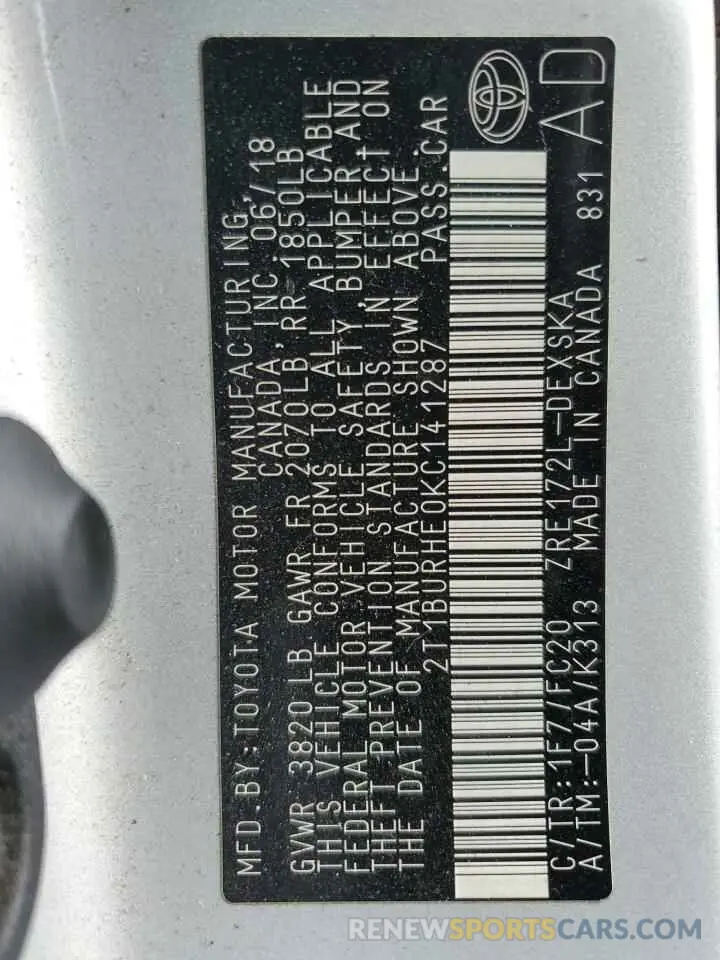 MFD.BY:TOYOTA MOTOR MANUFACTURING,
CANADA, INC.06/18
GVWR 3820 LB GAWR FR 2070LB, RR 1850LB
THIS VEHICLE CONFORMS TO ALL APPLICABLE
FEDERAL MOTOR VEHICLE SAFETY, BUMPER, AND
THEFT PREVENTION STANDARDS IN EFFECT ON
THE DATE OF MANUFACTURE SHOWN ABOVE.
2T1BURHE0KC141287 PASS.CAR
C/TR:1F7/FC20 ZRE172L-DEXSKA
A/TM:-04A/K313 MADE IN CANADA 831
AD
RENEWSPORTSCARS.COM